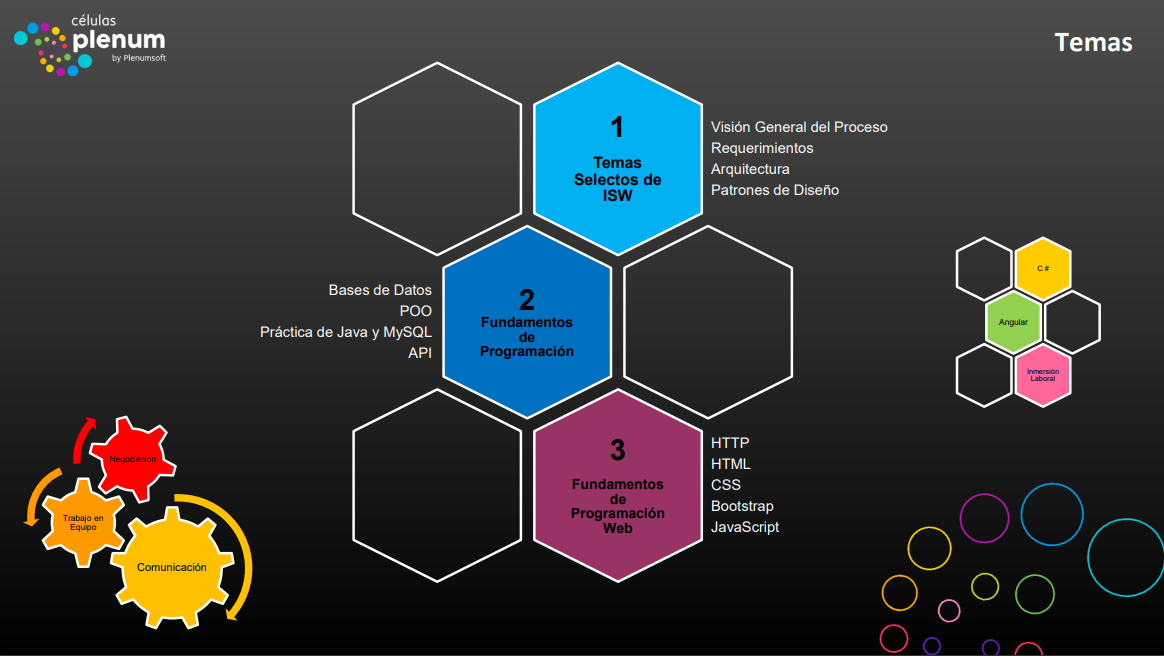 células
plenum
by Plenumsoft
Temas
1
Temas
Selectos de
ISW
Visión General del Proceso
Requerimientos
Arquitectura
Patrones de Diseño
Bases de Datos
POO
Práctica de Java y MySQL
API
2
Fundamentos
de
Programación
3
Fundamentos
de
Programación
Web
HTTP
HTML
CSS
Bootstrap
JavaScript
C #
Angular
Inmersión
Laboral
Negociación
Trabajo en
Equipo
Comunicación